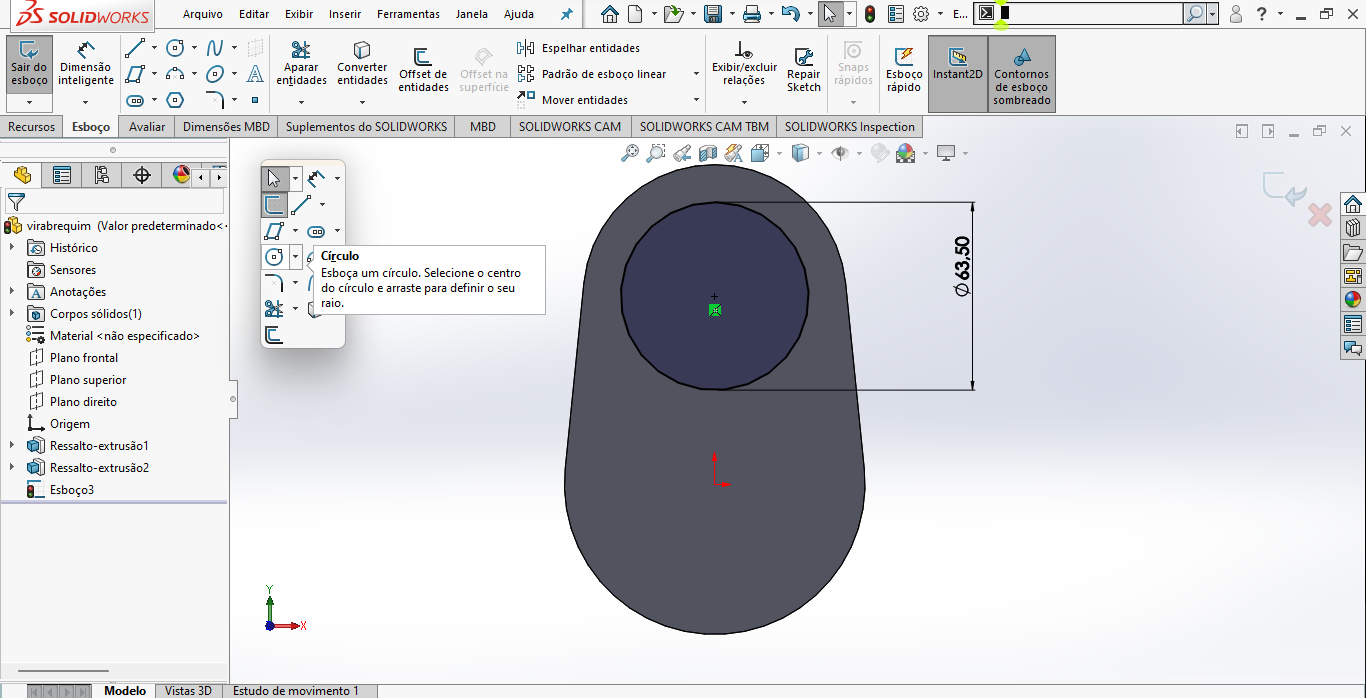 SOLIDWORKS
Arquivo Editar Exibir Inserir Ferramentas Janela Ajuda
E...
?
Sair do esboço
Dimensão inteligente
Aparar entidades
Converter entidades
Offset de entidades
Offset na superfície
Espelhar entidades
Padrão de esboço linear
Mover entidades
Exibir/excluir relações
Repair Sketch
Snaps rápidos
Esboço rápido
Instant2D
Contornos de esboço sombreado
Recursos Esboço Avaliar Dimensões MBD Suplementos do SOLIDWORKS MBD SOLIDWORKS CAM SOLIDWORKS CAM TBM SOLIDWORKS Inspection
virabrequim (Valor predeterminado<
Histórico
Sensores
Anotações
Corpos sólidos(1)
Material <não especificado>
Plano frontal
Plano superior
Plano direito
Origem
Ressalto-extrusão1
Ressalto-extrusão2
Esboço3
Círculo
Esboça um círculo. Selecione o centro
do círculo e arraste para definir o seu
raio.
⌀63,50
Y
X
Modelo Vistas 3D Estudo de movimento 1